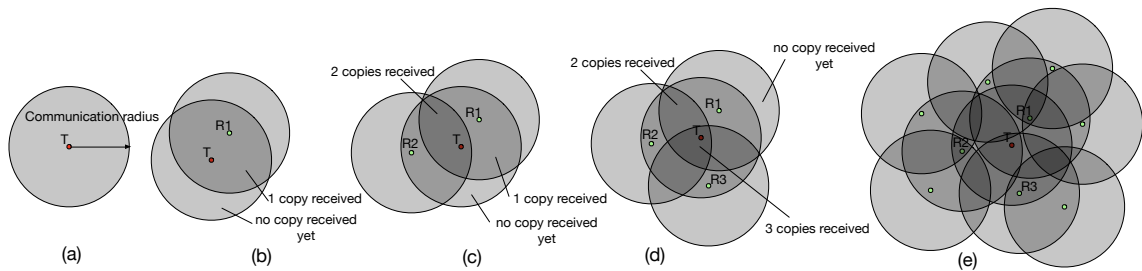 Communication radius
T
(a)
R1
T
1 copy received
no copy received
yet
(b)
2 copies received
R1
R2
T
1 copy received
no copy received
yet
(c)
2 copies received
no copy received
yet
R1
R2
T
R3
3 copies received
(d)
R1
R2
T
R3
(e)